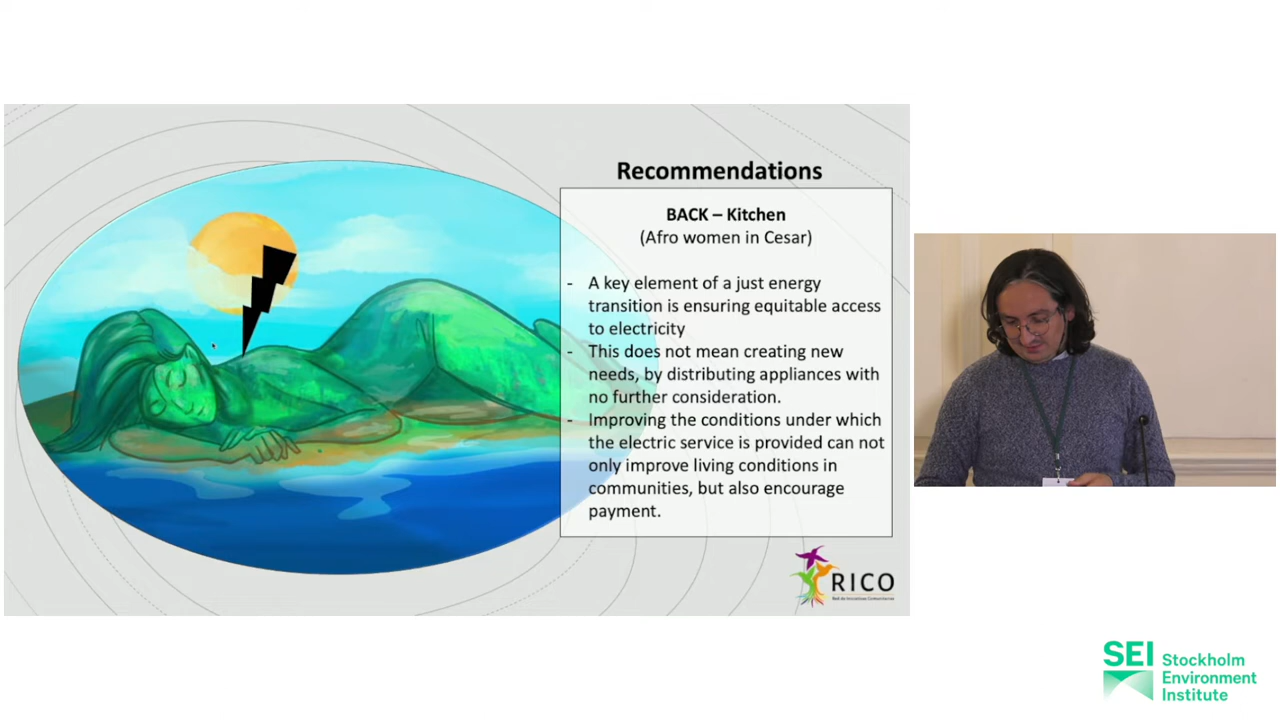 Recommendations
BACK – Kitchen
(Afro women in Cesar)
- A key element of a just energy
transition is ensuring equitable access
to electricity
- This does not mean creating new
needs, by distributing appliances with
no further consideration.
- Improving the conditions under which
the electric service is provided can not
only improve living conditions in
communities, but also encourage
payment.
RICO
Red de Iniciativas Comunitarias
SEI Stockholm
Environment
Institute